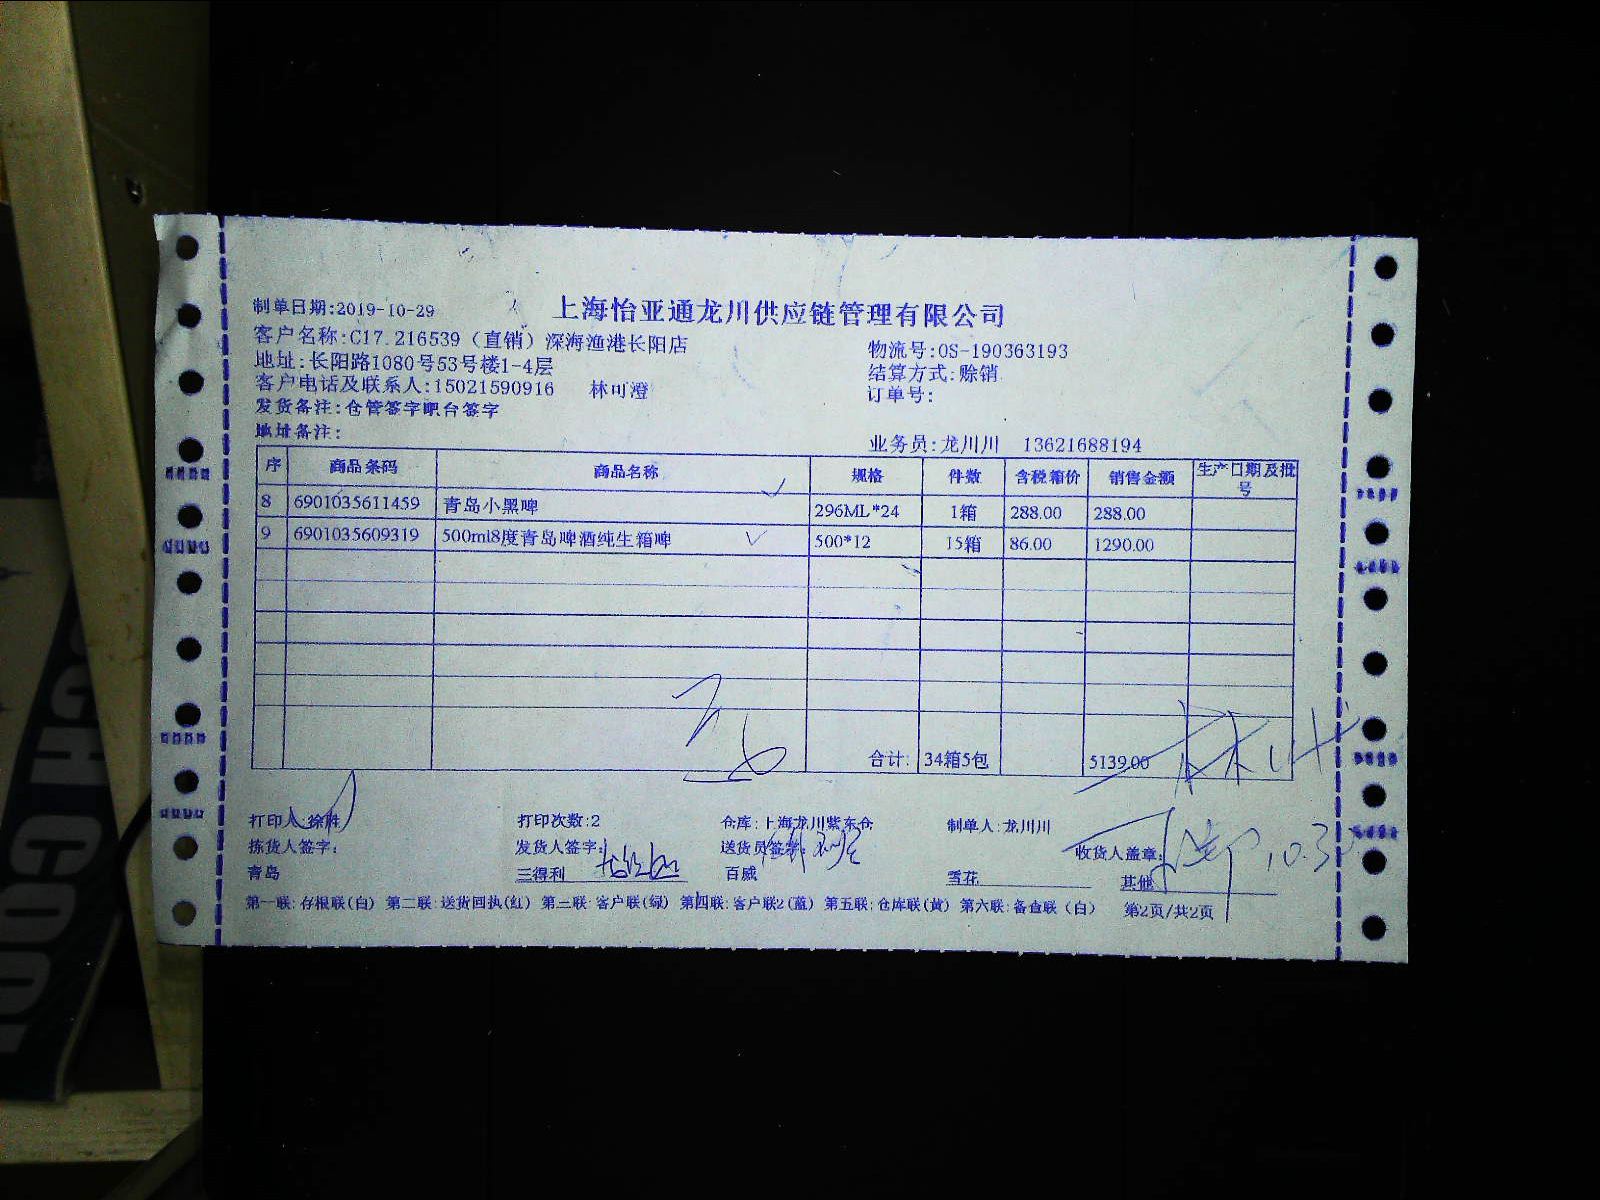 上海怡亚通龙川供应链管理有限公司
制单日期:2019-10-29
客户名称:C17.216539（直销）深海渔港长阳店
物流号:OS-190363193
地址:长阳路1080号53号楼1-4层
结算方式:赊销
客户电话及联系人:15021590916 林可澄
订单号:
发货备注:仓管签字吧台签字
地址备注:
业务员:龙川川 13621688194
序 商品条码 商品名称 规格 件数 含税箱价 销售金额 生产日期及批号
8 6901035611459 青岛小黑啤 296ML*24 1箱 288.00 288.00
9 6901035609319 500ml8度青岛啤酒纯生箱啤 500*12 15箱 86.00 1290.00
合计: 34箱5包 5139.00
打印人:徐 打印次数:2 仓库:上海龙川紫东仓 制单人:龙川川
拣货人签字: 发货人签字: 送货员签字: 收货人盖章: 10.30
青岛 三得利 百威 雪花 其他
第一联:存根联(白) 第二联:送货回执(红) 第三联:客户联(绿) 第四联:客户联2(蓝) 第五联:仓库联(黄) 第六联:备查联（白） 第2页/共2页
COOL